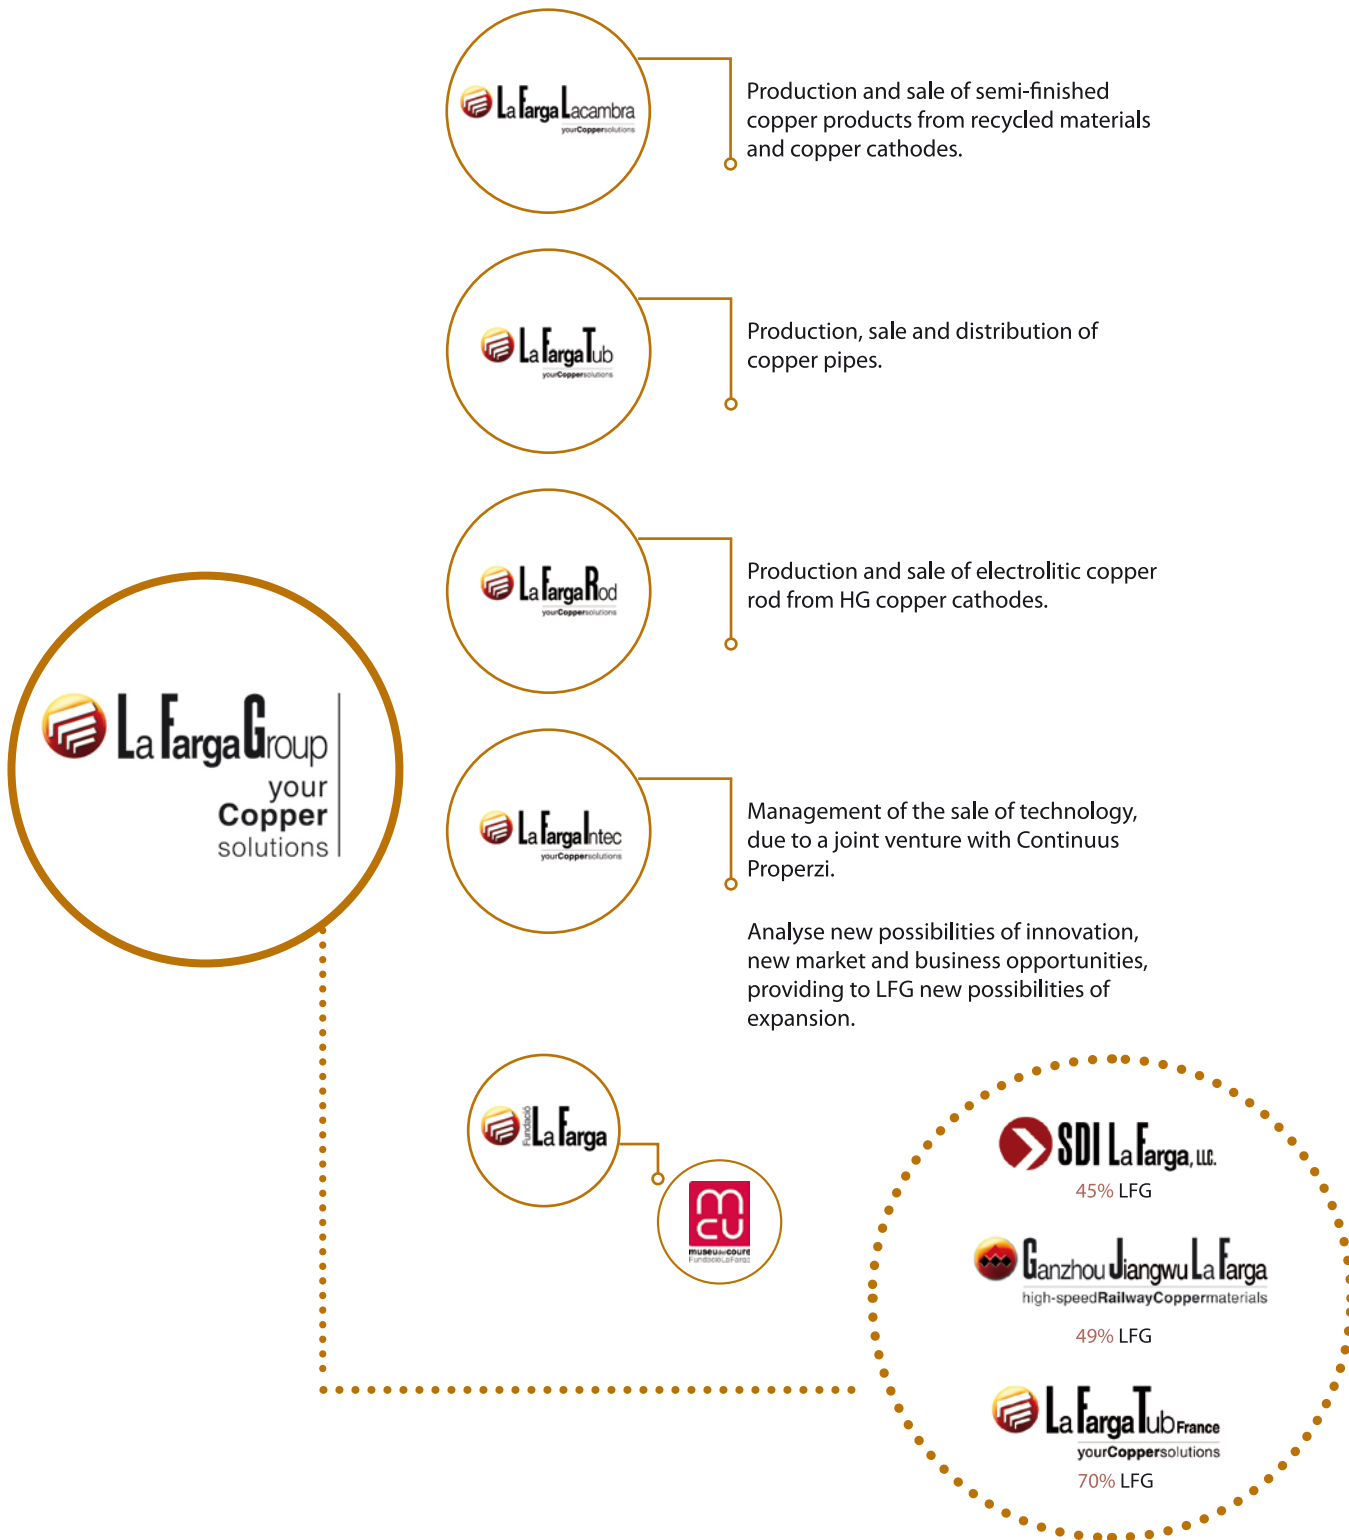 La Farga Lacambra
yourCoppersolutions
Production and sale of semi-finished
copper products from recycled materials
and copper cathodes.
La Farga Tub
yourCoppersolutions
Production, sale and distribution of
copper pipes.
La Farga Rod
yourCoppersolutions
Production and sale of electrolitic copper
rod from HG copper cathodes.
La Farga Group
your
Copper
solutions
La Farga Intec
yourCoppersolutions
Management of the sale of technology,
due to a joint venture with Continuus
Properzi.
Analyse new possibilities of innovation,
new market and business opportunities,
providing to LFG new possibilities of
expansion.
Fundació
La Farga
mcu
museudelcoure
FundacióLaFarga
SDI La Farga, LLC.
45% LFG
Ganzhou Jiangwu La Farga
high-speedRailwayCoppermaterials
49% LFG
La Farga Tub France
yourCoppersolutions
70% LFG